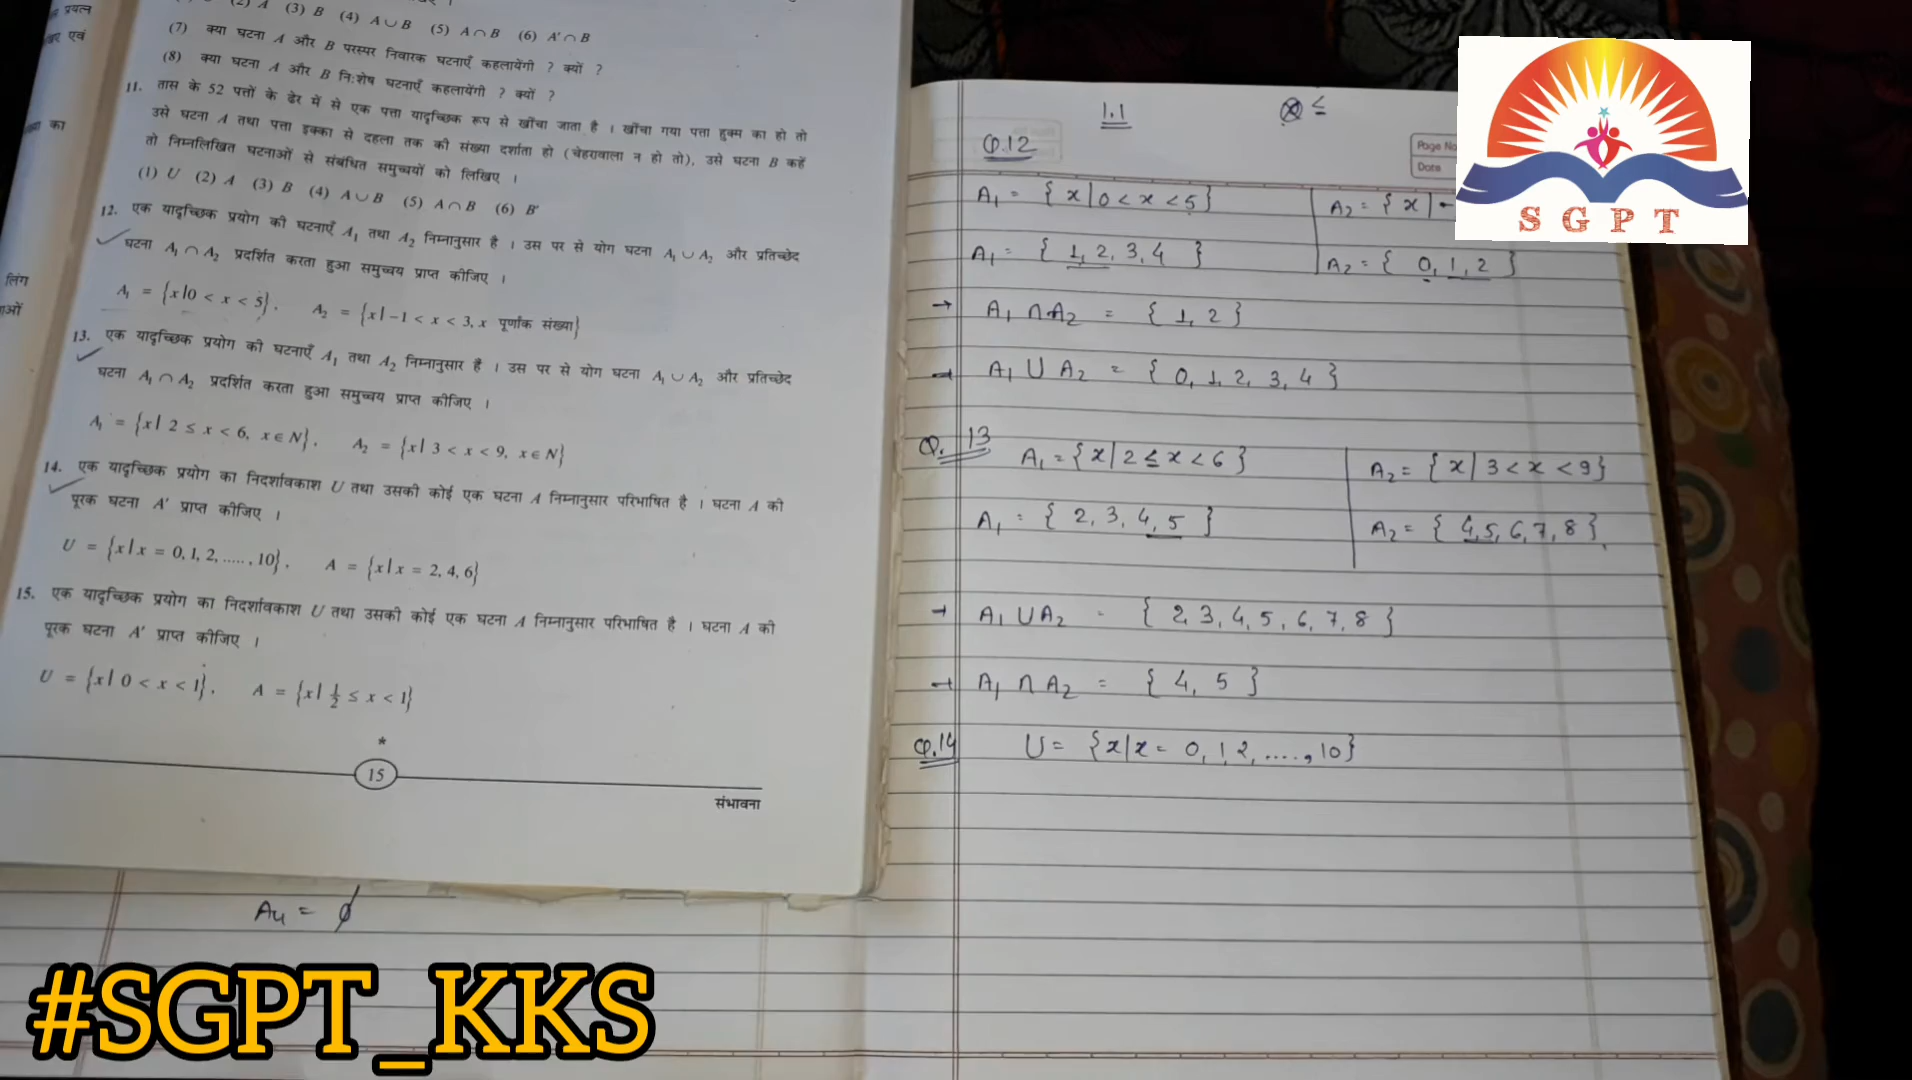 (2) A (3) B (4) A ∪ B (5) A ∩ B (6) A' ∩ B
(7) क्या घटना A और B परस्पर निवारक घटनाएँ कहलायेंगी ? क्यों ?
(8) क्या घटना A और B निःशेष घटनाएँ कहलायेंगी ? क्यों ?
11. तास के 52 पत्तों के ढेर में से एक पत्ता यादृच्छिक रूप से खींचा जाता है । खींचा गया पत्ता हुक्म का हो तो
उसे घटना A तथा पत्ता इक्का से दहला तक की संख्या दर्शाता हो (चेहरावाला न हो तो), उसे घटना B कहें
तो निम्नलिखित घटनाओं से संबंधित समुच्चयों को लिखिए ।
(1) U (2) A (3) B (4) A ∪ B (5) A ∩ B (6) B'
12. एक यादृच्छिक प्रयोग की घटनाएँ A₁ तथा A₂ निम्नानुसार है । उस पर से योग घटना A₁ ∪ A₂ और प्रतिच्छेद
घटना A₁ ∩ A₂ प्रदर्शित करता हुआ समुच्चय प्राप्त कीजिए ।
A₁ = {x | 0 < x < 5}, A₂ = {x | −1 < x < 3, x पूर्णांक संख्या}
13. एक यादृच्छिक प्रयोग की घटनाएँ A₁ तथा A₂ निम्नानुसार है । उस पर से योग घटना A₁ ∪ A₂ और प्रतिच्छेद
घटना A₁ ∩ A₂ प्रदर्शित करता हुआ समुच्चय प्राप्त कीजिए ।
A₁ = {x | 2 ≤ x < 6, x ∈ N}, A₂ = {x | 3 < x < 9, x ∈ N}
14. एक यादृच्छिक प्रयोग का निदर्शावकाश U तथा उसकी कोई एक घटना A निम्नानुसार परिभाषित है । घटना A की
पूरक घटना A' प्राप्त कीजिए ।
U = {x | x = 0, 1, 2, ....., 10}, A = {x | x = 2, 4, 6}
15. एक यादृच्छिक प्रयोग का निदर्शावकाश U तथा उसकी कोई एक घटना A निम्नानुसार परिभाषित है । घटना A की
पूरक घटना A' प्राप्त कीजिए ।
U = {x | 0 < x < 1}, A = {x | 1/2 ≤ x < 1}
*
15
संभावना
प्रयत्न
एवं
का
लिंग
A4 = ϕ
#SGPT_KKS
1.1
≤
Page No
Date
SGPT
Q.12
A₁ = {x | 0 < x < 5} A₂ = {x | -
A₁ = { 1, 2, 3, 4 } A₂ = { 0, 1, 2 }
→ A₁ ∩ A₂ = { 1, 2 }
→ A₁ ∪ A₂ = { 0, 1, 2, 3, 4 }
Q. 13 A₁ = {x | 2 ≤ x < 6} A₂ = {x | 3 < x < 9}
A₁ = { 2, 3, 4, 5 } A₂ = { 4, 5, 6, 7, 8 }
→ A₁ ∪ A₂ = { 2, 3, 4, 5, 6, 7, 8 }
→ A₁ ∩ A₂ = { 4, 5 }
Q.14 U = {x | x = 0, 1, 2, ...., 10}